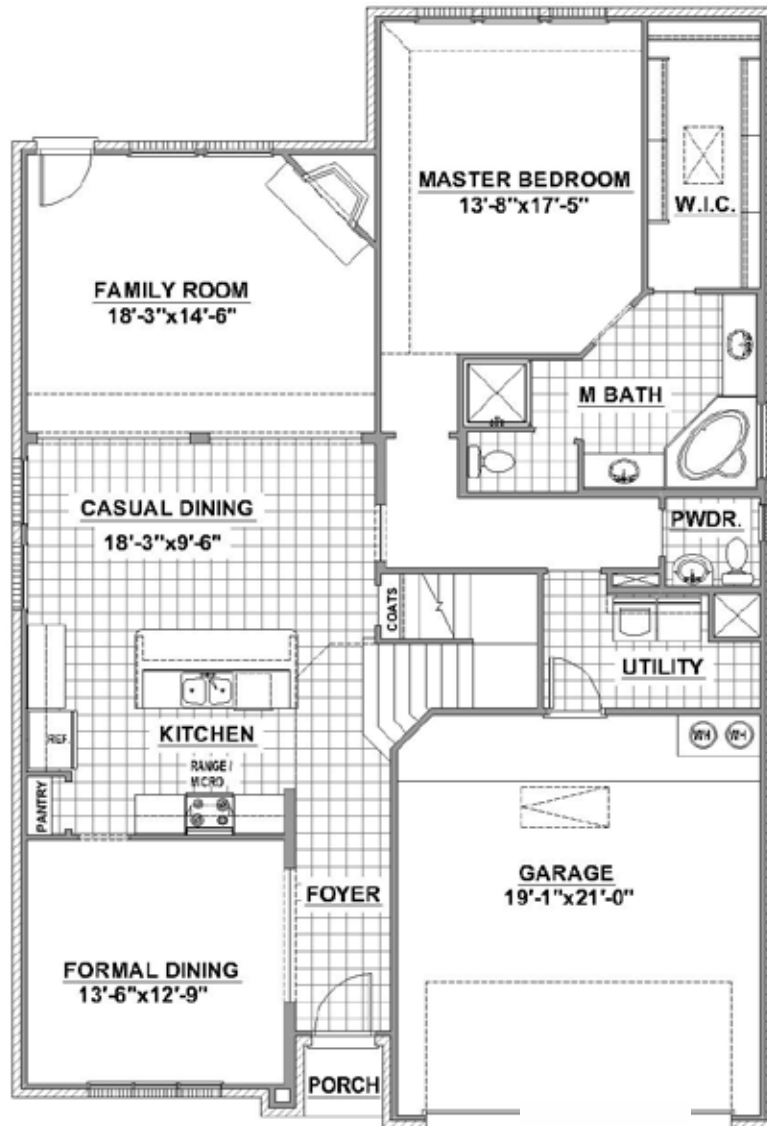 MASTER BEDROOM
13'-8"x17'-5"
W.I.C.
FAMILY ROOM
18'-3"x14'-6"
M BATH
CASUAL DINING
18'-3"x9'-6"
PWDR.
COATS
UTILITY
KITCHEN
REF.
RANGE /
MICRO
WH
WH
PANTRY
GARAGE
19'-1"x21'-0"
FOYER
FORMAL DINING
13'-6"x12'-9"
PORCH